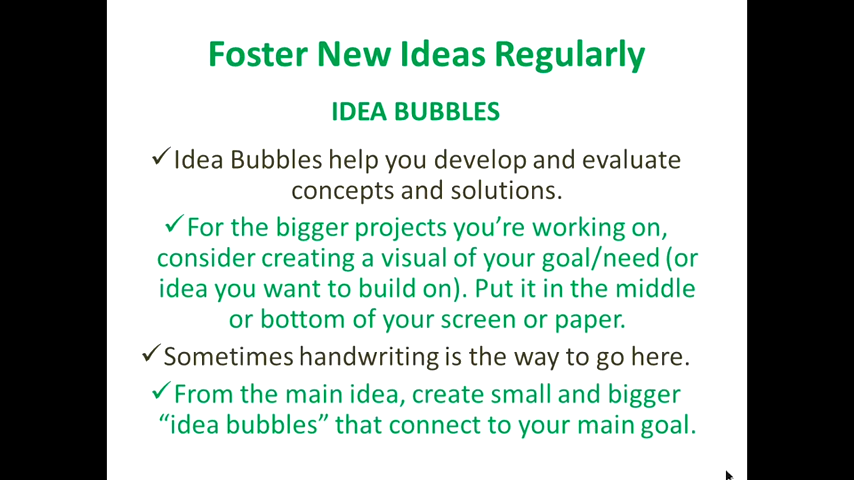 Foster New Ideas Regularly
IDEA BUBBLES
✓Idea Bubbles help you develop and evaluate
concepts and solutions.
✓For the bigger projects you’re working on,
consider creating a visual of your goal/need (or
idea you want to build on). Put it in the middle
or bottom of your screen or paper.
✓Sometimes handwriting is the way to go here.
✓From the main idea, create small and bigger
“idea bubbles” that connect to your main goal.